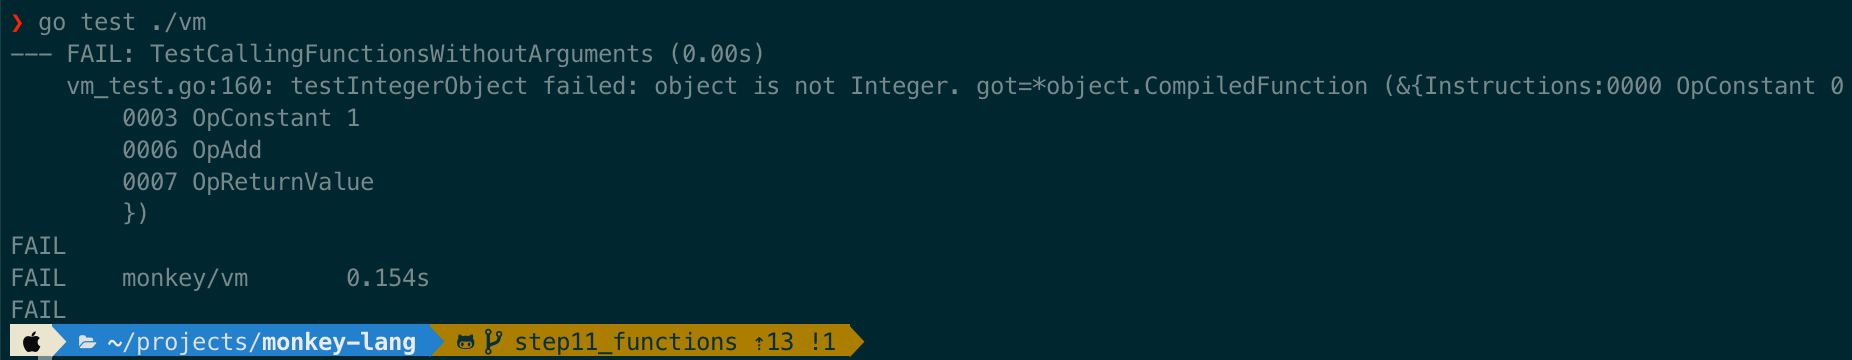 ❯ go test ./vm
--- FAIL: TestCallingFunctionsWithoutArguments (0.00s)
    vm_test.go:160: testIntegerObject failed: object is not Integer. got=*object.CompiledFunction (&{Instructions:0000 OpConstant 0
        0003 OpConstant 1
        0006 OpAdd
        0007 OpReturnValue
        })
FAIL
FAIL    monkey/vm       0.154s
FAIL
~/projects/monkey-lang step11_functions ⇡13 !1